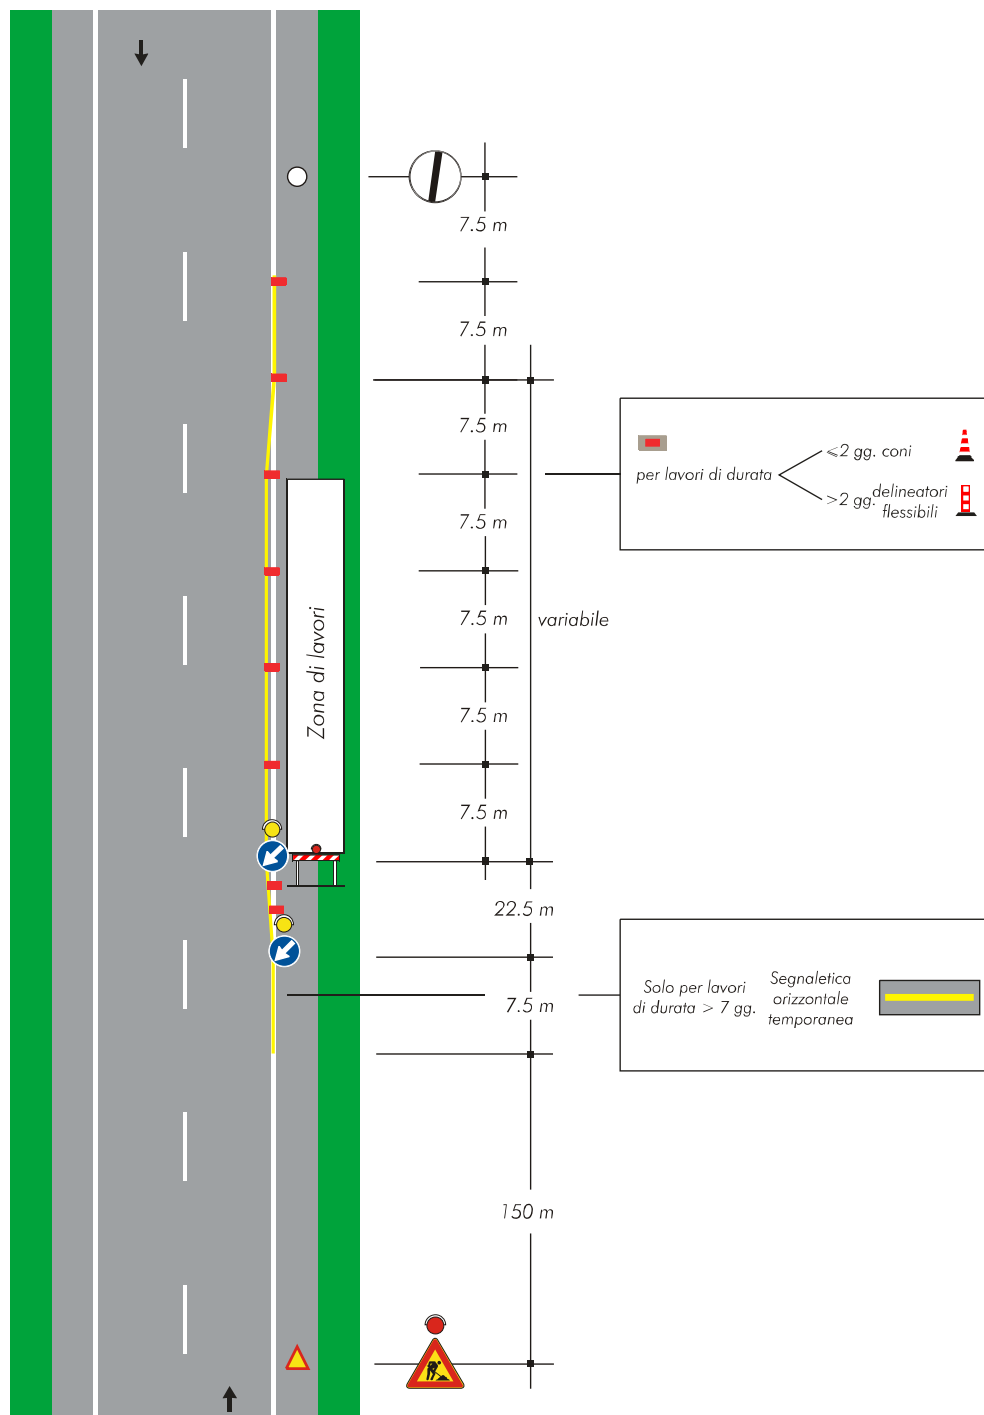 7.5 m
7.5 m
7.5 m
⩽2 gg. coni
per lavori di durata
>2 gg.
delineatori
flessibili
7.5 m
Zona di lavori
7.5 m
variabile
7.5 m
7.5 m
22.5 m
Solo per lavori
di durata > 7 gg.
Segnaletica
orizzontale
temporanea
7.5 m
150 m